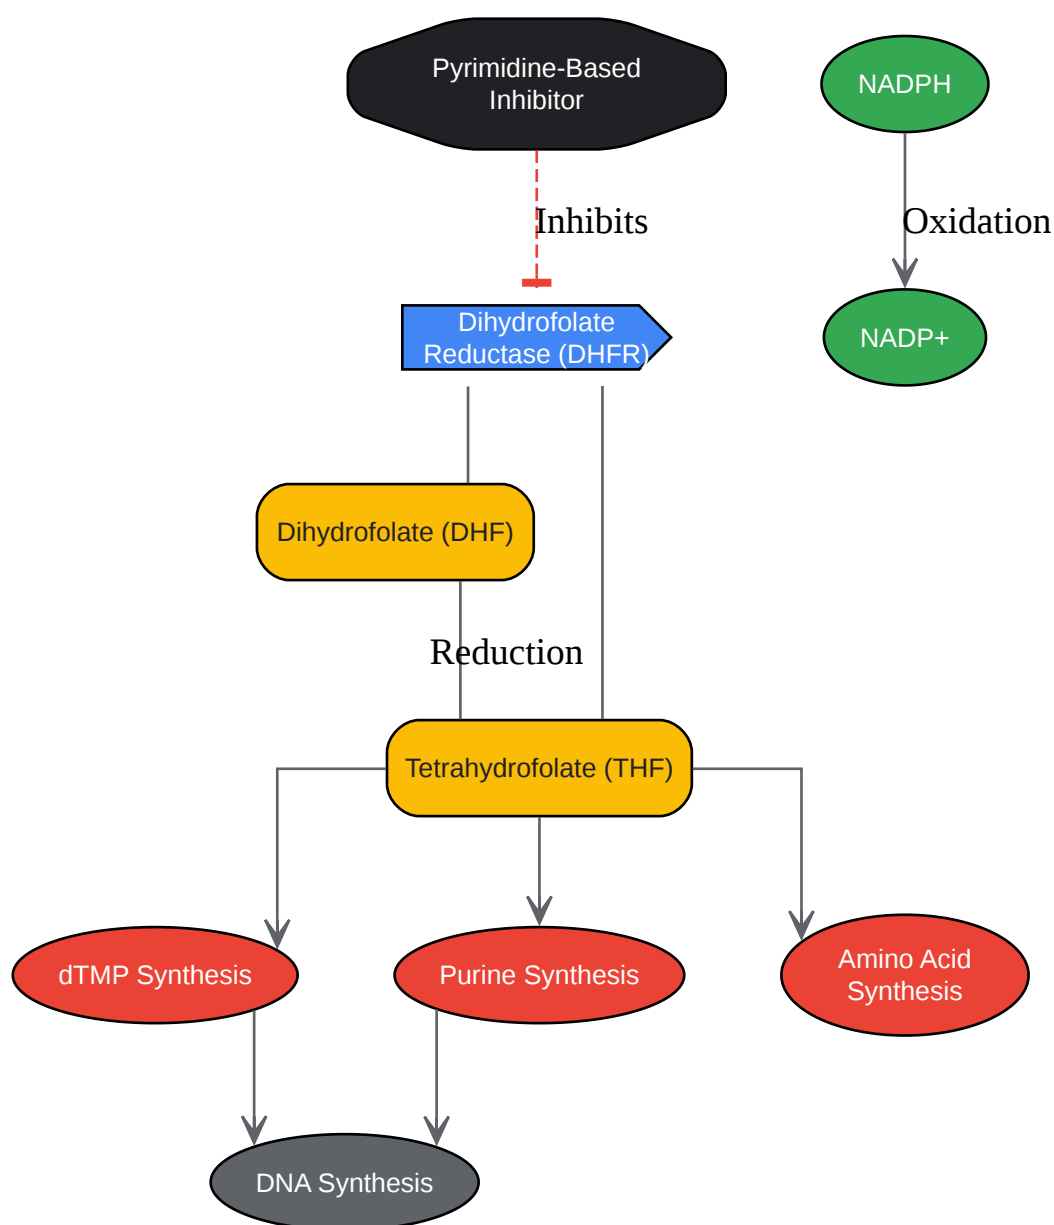 Pyrimidine-Based
Inhibitor
NADPH
Inhibits
Oxidation
Dihydrofolate
Reductase (DHFR)
NADP+
Dihydrofolate (DHF)
Reduction
Tetrahydrofolate (THF)
dTMP Synthesis
Purine Synthesis
Amino Acid
Synthesis
DNA Synthesis